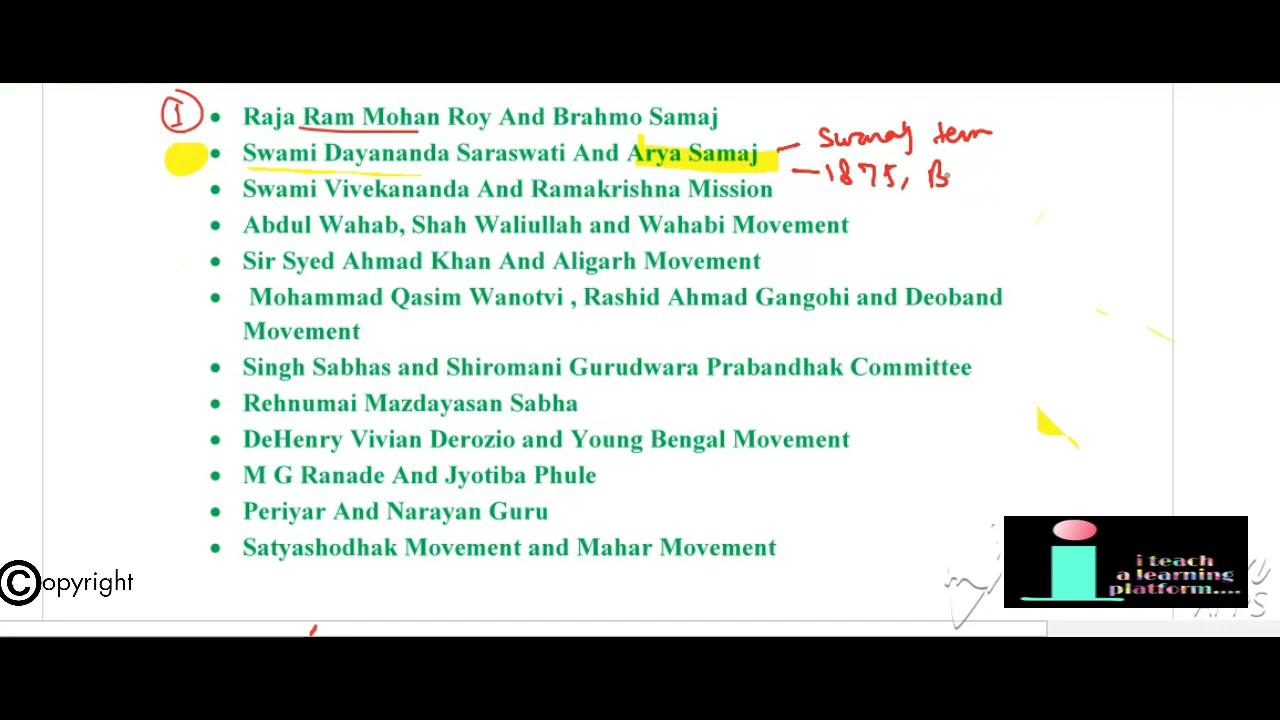 I
• Raja Ram Mohan Roy And Brahmo Samaj
• Swami Dayananda Saraswati And Arya Samaj
– Swaraj term
– 1875, B
• Swami Vivekananda And Ramakrishna Mission
• Abdul Wahab, Shah Waliullah and Wahabi Movement
• Sir Syed Ahmad Khan And Aligarh Movement
• Mohammad Qasim Wanotvi , Rashid Ahmad Gangohi and Deoband
Movement
• Singh Sabhas and Shiromani Gurudwara Prabandhak Committee
• Rehnumai Mazdayasan Sabha
• DeHenry Vivian Derozio and Young Bengal Movement
• M G Ranade And Jyotiba Phule
• Periyar And Narayan Guru
• Satyashodhak Movement and Mahar Movement
©opyright
i teach
a learning
platform....